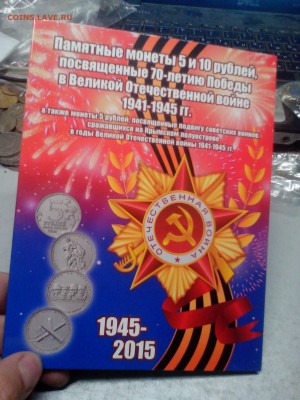 COINS.LAVE.RU
Памятные монеты 5 и 10 рублей,
посвященные 70-летию Победы
в Великой Отечественной войне
1941-1945 гг.
а также монеты 5 рублей, посвященные подвигу советских воинов,
сражавшихся на Крымском полуострове
в годы Великой Отечественной войны 1941-1945 гг.
ОТЕЧЕСТВЕННАЯ ВОЙНА
5
РУБЛЕЙ
1945-
2015